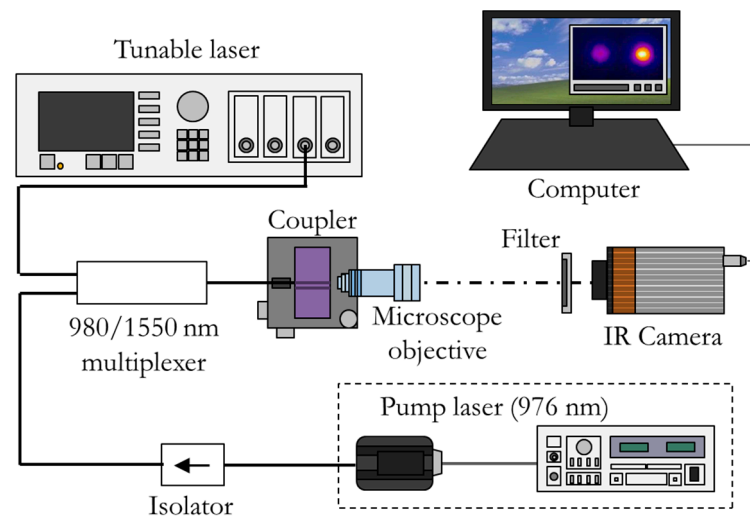 Tunable laser
Computer
Coupler
Filter
980/1550 nm
multiplexer
Microscope
objective
IR Camera
Pump laser (976 nm)
Isolator